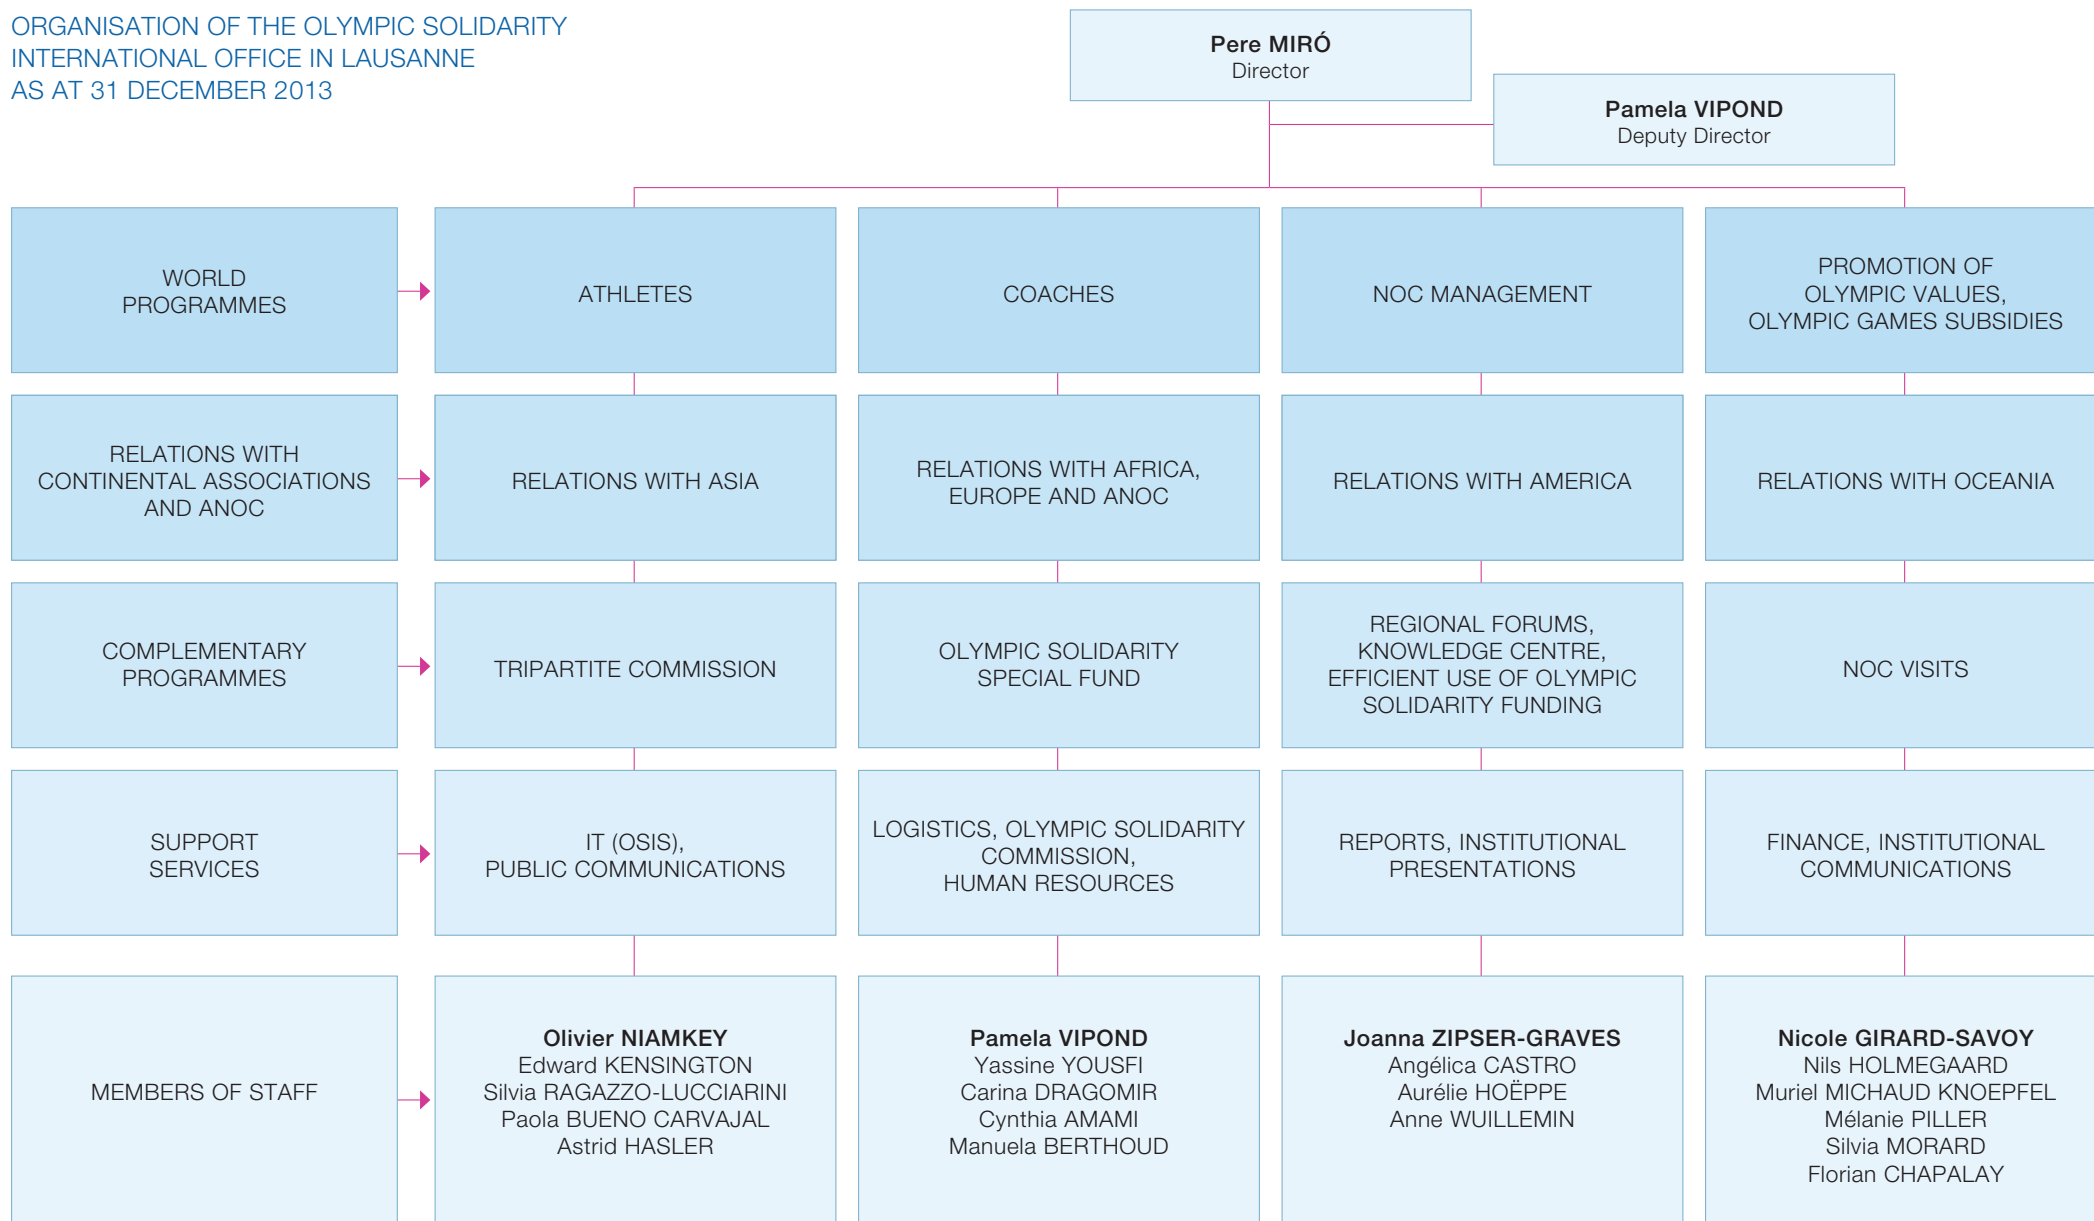 ORGANISATION OF THE OLYMPIC SOLIDARITY
INTERNATIONAL OFFICE IN LAUSANNE
AS AT 31 DECEMBER 2013
Pere MIRÓ
Director
Pamela VIPOND
Deputy Director
WORLD
PROGRAMMES
ATHLETES
COACHES
NOC MANAGEMENT
PROMOTION OF
OLYMPIC VALUES,
OLYMPIC GAMES SUBSIDIES
RELATIONS WITH
CONTINENTAL ASSOCIATIONS
AND ANOC
RELATIONS WITH ASIA
RELATIONS WITH AFRICA,
EUROPE AND ANOC
RELATIONS WITH AMERICA
RELATIONS WITH OCEANIA
COMPLEMENTARY
PROGRAMMES
TRIPARTITE COMMISSION
OLYMPIC SOLIDARITY
SPECIAL FUND
REGIONAL FORUMS,
KNOWLEDGE CENTRE,
EFFICIENT USE OF OLYMPIC
SOLIDARITY FUNDING
NOC VISITS
SUPPORT
SERVICES
IT (OSIS),
PUBLIC COMMUNICATIONS
LOGISTICS, OLYMPIC SOLIDARITY
COMMISSION,
HUMAN RESOURCES
REPORTS, INSTITUTIONAL
PRESENTATIONS
FINANCE, INSTITUTIONAL
COMMUNICATIONS
MEMBERS OF STAFF
Olivier NIAMKEY
Edward KENSINGTON
Silvia RAGAZZO-LUCCIARINI
Paola BUENO CARVAJAL
Astrid HASLER
Pamela VIPOND
Yassine YOUSFI
Carina DRAGOMIR
Cynthia AMAMI
Manuela BERTHOUD
Joanna ZIPSER-GRAVES
Angélica CASTRO
Aurélie HOËPPE
Anne WUILLEMIN
Nicole GIRARD-SAVOY
Nils HOLMEGAARD
Muriel MICHAUD KNOEPFEL
Mélanie PILLER
Silvia MORARD
Florian CHAPALAY